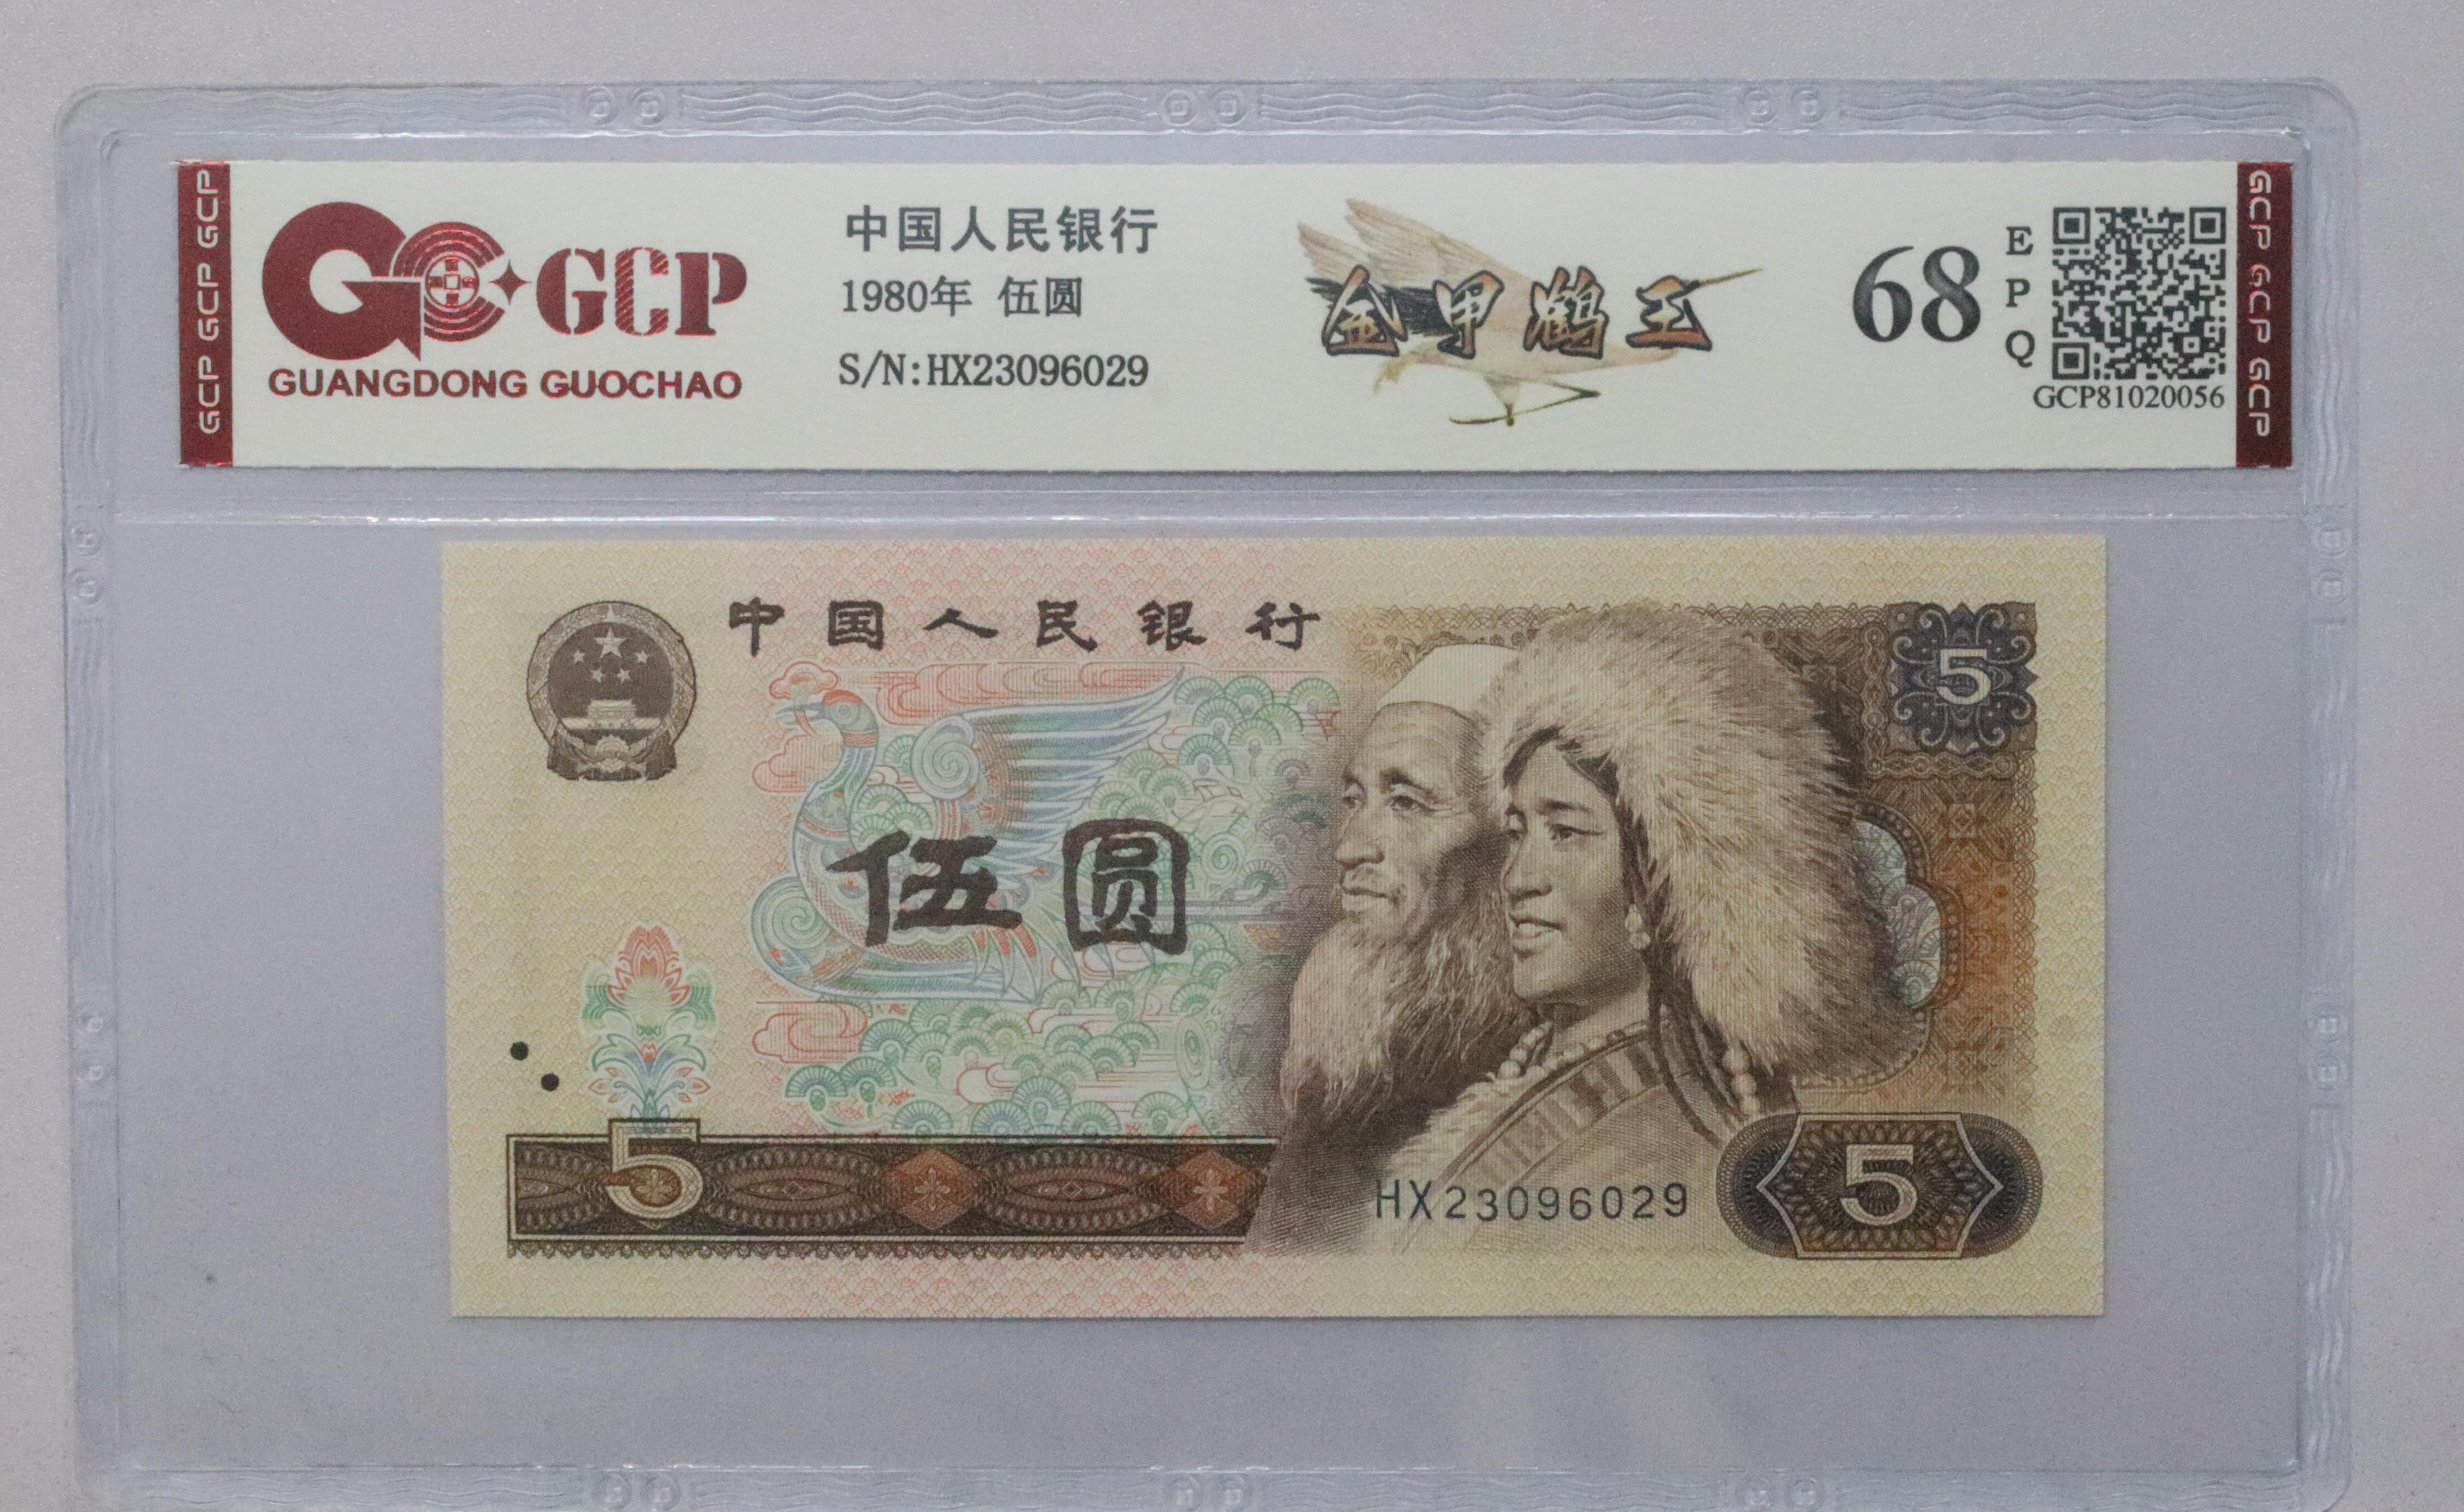 GCP GCP GCP
GCP
GUANGDONG GUOCHAO
中国人民银行
1980年 伍圆
S/N:HX23096029
金甲鹤王
68
E
P
Q
GCP81020056
GCP GCP GCP
中国人民银行
5
伍圆
5
HX23096029
5